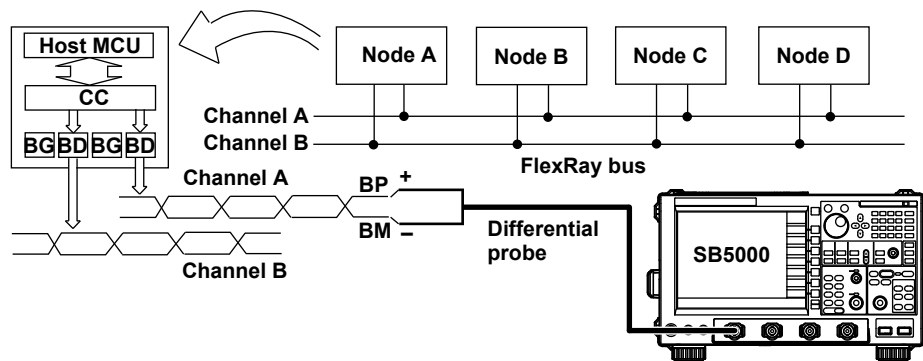 Host MCU
CC
BG BD BG BD
Node A
Node B
Node C
Node D
Channel A
Channel B
FlexRay bus
Channel A
BP +
BM −
Channel B
Differential
probe
SB5000